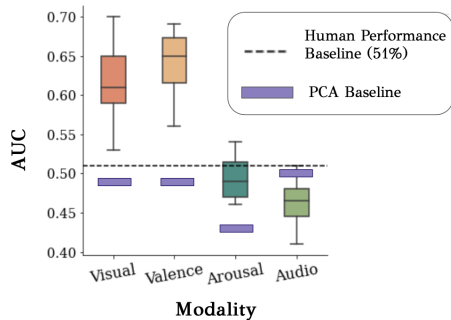 0.70
0.65
0.60
0.55
0.50
0.45
0.40
AUC
Visual
Valence
Arousal
Audio
Modality
Human Performance
Baseline (51%)
PCA Baseline